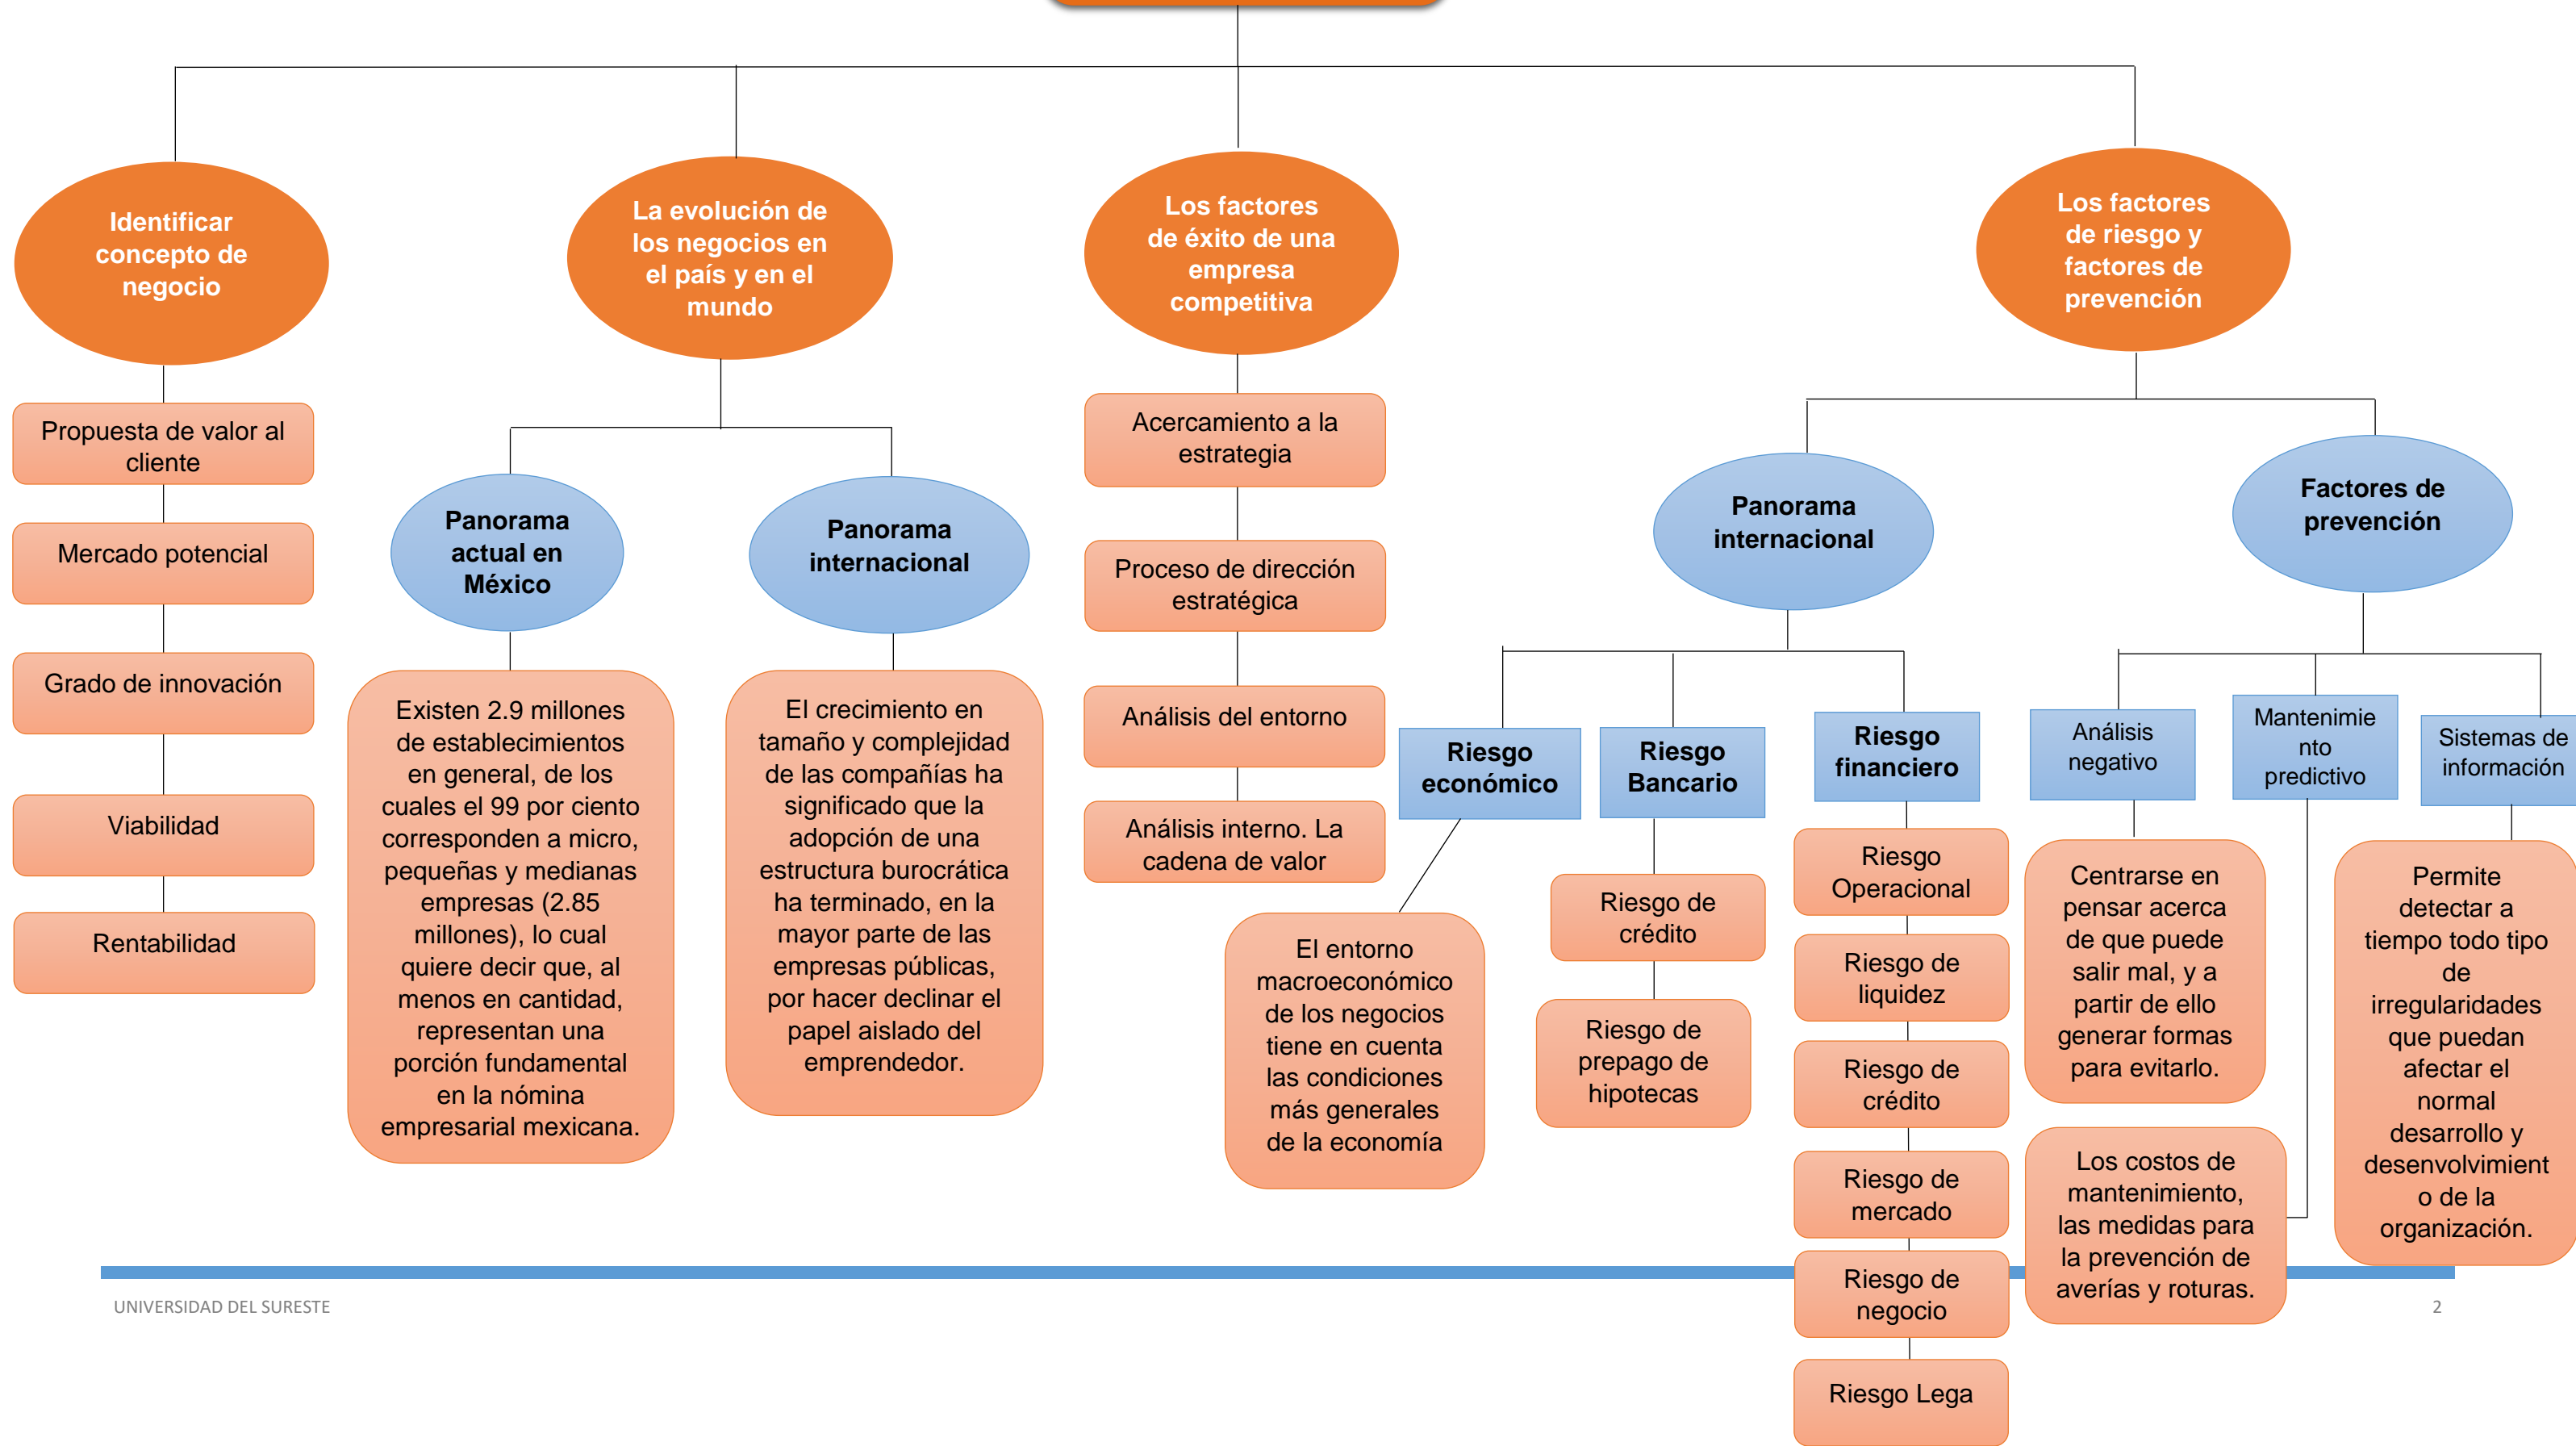 Identificar
concepto de
negocio
La evolución de
los negocios en
el país y en el
mundo
Los factores
de éxito de una
empresa
competitiva
Los factores
de riesgo y
factores de
prevención
Propuesta de valor al
cliente
Mercado potencial
Grado de innovación
Viabilidad
Rentabilidad
Panorama
actual en
México
Existen 2.9 millones
de establecimientos
en general, de los
cuales el 99 por ciento
corresponden a micro,
pequeñas y medianas
empresas (2.85
millones), lo cual
quiere decir que, al
menos en cantidad,
representan una
porción fundamental
en la nómina
empresarial mexicana.
Panorama
internacional
El crecimiento en
tamaño y complejidad
de las compañías ha
significado que la
adopción de una
estructura burocrática
ha terminado, en la
mayor parte de las
empresas públicas,
por hacer declinar el
papel aislado del
emprendedor.
Acercamiento a la
estrategia
Proceso de dirección
estratégica
Análisis del entorno
Análisis interno. La
cadena de valor
Panorama
internacional
Riesgo
económico
El entorno
macroeconómico
de los negocios
tiene en cuenta
las condiciones
más generales
de la economía
Riesgo
Bancario
Riesgo de
crédito
Riesgo de
prepago de
hipotecas
Riesgo
financiero
Riesgo
Operacional
Riesgo de
liquidez
Riesgo de
crédito
Riesgo de
mercado
Riesgo de
negocio
Riesgo Lega
Factores de
prevención
Análisis
negativo
Centrarse en
pensar acerca
de que puede
salir mal, y a
partir de ello
generar formas
para evitarlo.
Mantenimie
nto
predictivo
Los costos de
mantenimiento,
las medidas para
la prevención de
averías y roturas.
Sistemas de
información
Permite
detectar a
tiempo todo tipo
de
irregularidades
que puedan
afectar el
normal
desarrollo y
desenvolvimient
o de la
organización.
UNIVERSIDAD DEL SURESTE
2